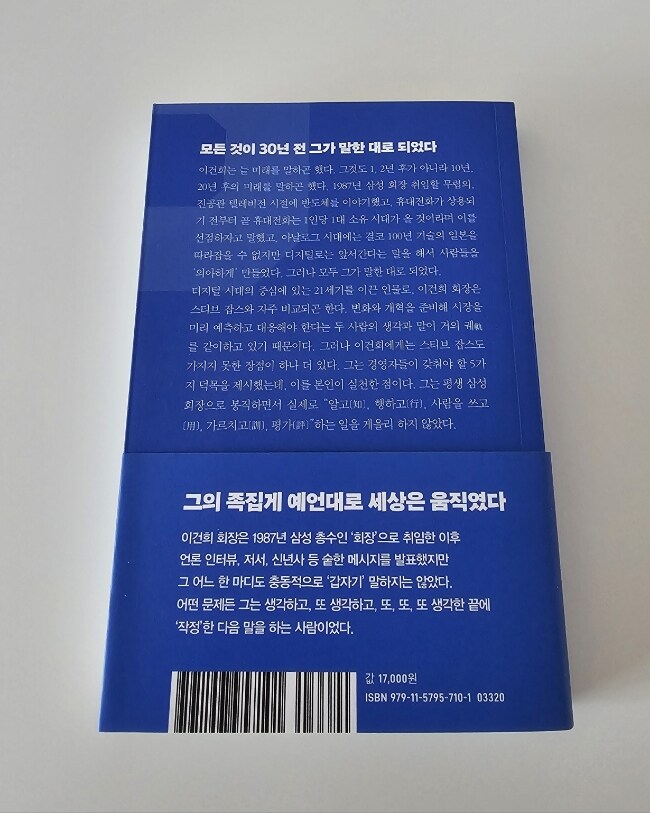 모든 것이 30년 전 그가 말한 대로 되었다
이건희는 늘 미래를 말하곤 했다. 그것도 1, 2년 후가 아니라 10년,
20년 후의 미래를 말하곤 했다. 1987년 삼성 회장 취임할 무렵의,
진공관 텔레비전 시절에 반도체를 이야기했고, 휴대전화가 상용되
기 전부터 곧 휴대전화는 1인당 1대 소유 시대가 올 것이라며 이를
선점하자고 말했고, 아날로그 시대에는 결코 100년 기술의 일본을
따라잡을 수 없지만 디지털로는 앞서간다는 말을 해서 사람들을
'의아하게' 만들었다. 그러나 모두 그가 말한 대로 되었다.
디지털 시대의 중심에 있는 21세기를 이끈 인물로, 이건희 회장은
스티브 잡스와 자주 비교되곤 한다. 변화와 개혁을 준비해 시장을
미리 예측하고 대응해야 한다는 두 사람의 생각과 말이 거의 궤軌
를 같이하고 있기 때문이다. 그러나 이건희에게는 스티브 잡스도
가지지 못한 장점이 하나 더 있다. 그는 경영자들이 갖춰야 할 5가
지 덕목을 제시했는데, 이를 본인이 실천한 점이다. 그는 평생 삼성
회장으로 봉직하면서 실제로 "알고[知], 행하고[行], 사람을 쓰고
[用], 가르치고[訓], 평가[評]"하는 일을 게을리 하지 않았다.
그의 족집게 예언대로 세상은 움직였다
이건희 회장은 1987년 삼성 총수인 '회장'으로 취임한 이후
언론 인터뷰, 저서, 신년사 등 숱한 메시지를 발표했지만
그 어느 한 마디도 충동적으로 '갑자기' 말하지는 않았다.
어떤 문제든 그는 생각하고, 또 생각하고, 또, 또, 또 생각한 끝에
'작정'한 다음 말을 하는 사람이었다.
값 17,000원
ISBN 979-11-5795-710-1 03320